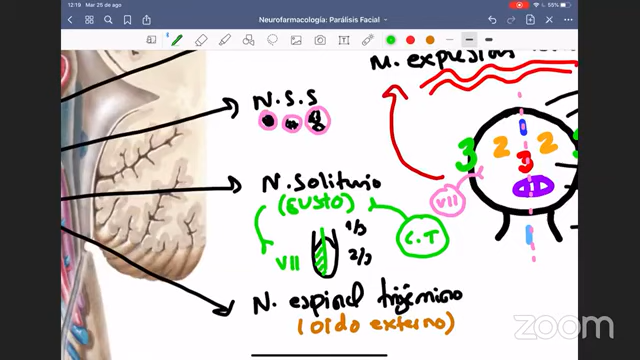 12:19 Mar 25 de ago
55%
Neurofarmacología: Parálisis Facial
M. expresión
N.S.S
3 2 2
3
VII
N. Solitario
(GUSTO)
C.T
1/3
VII
2/3
N. espinal trigémino
(oído externo)
zoom